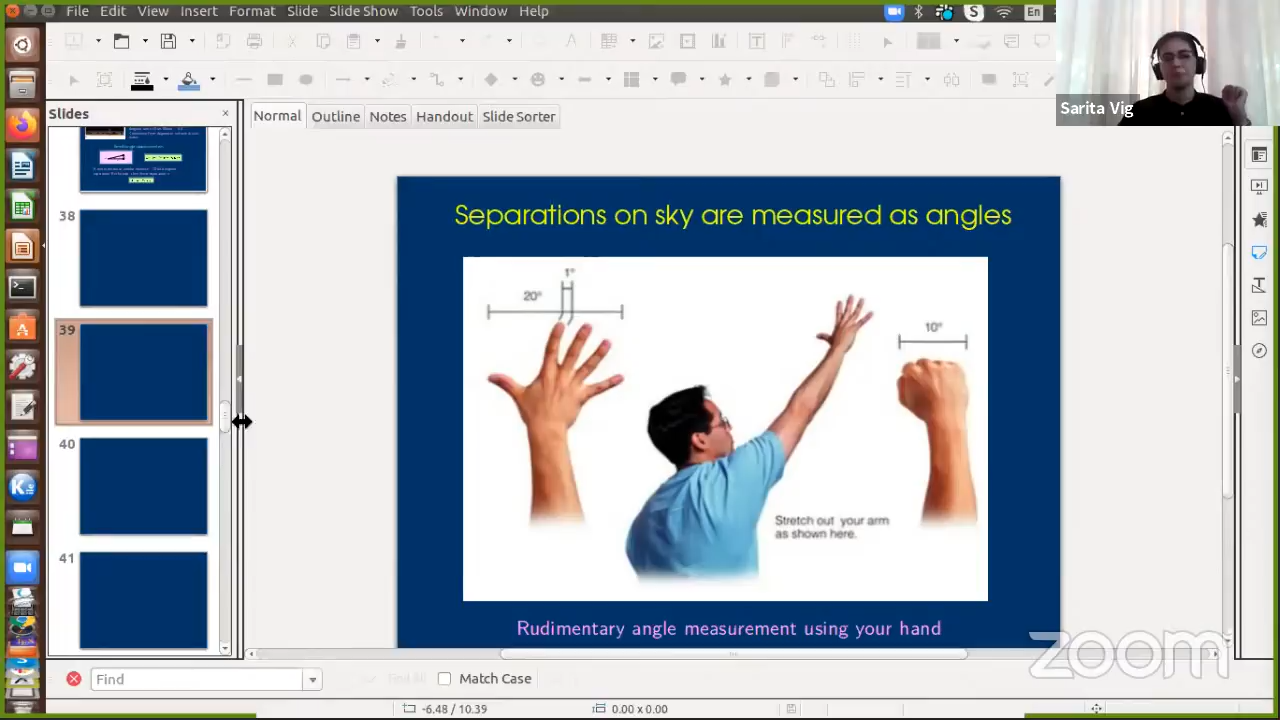 File Edit View Insert Format Slide Slide Show Tools Window Help
S
En
Sarita Vig
Slides
Normal Outline Notes Handout Slide Sorter
38
39
40
41
Separations on sky are measured as angles
1°
20°
10°
Stretch out your arm
as shown here.
Rudimentary angle measurement using your hand
zoom
Find
Match Case
-6.48 / 10.39
0.00 x 0.00